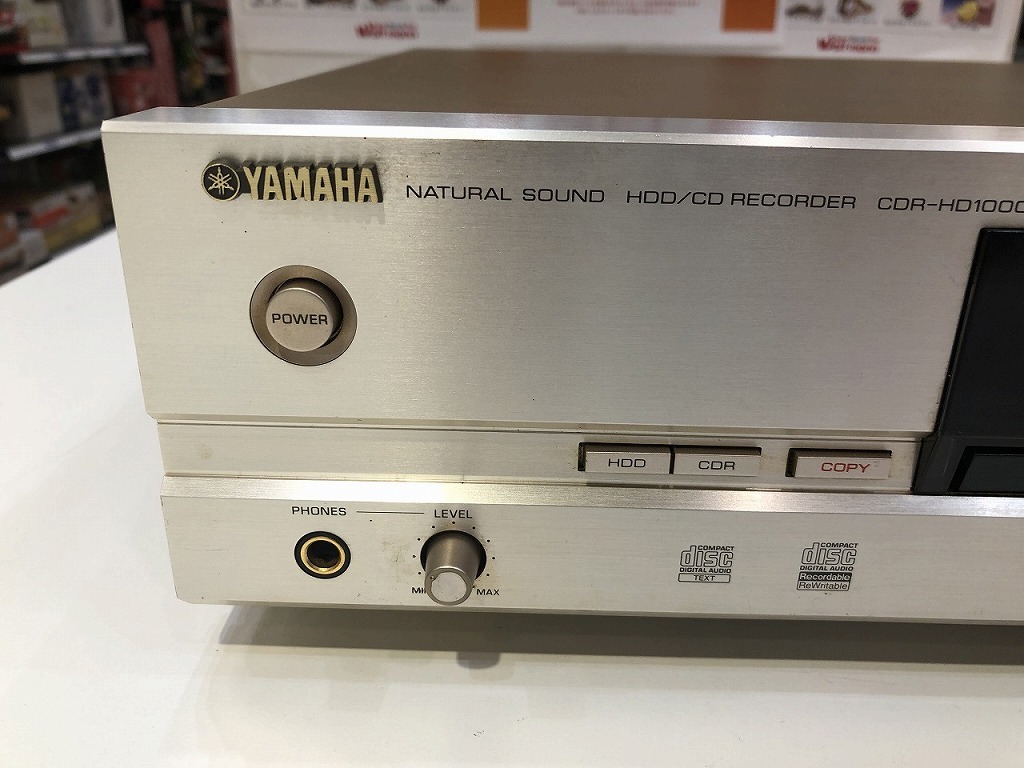 YAMAHA NATURAL SOUND HDD/CD RECORDER CDR-HD1000
POWER
HDD CDR COPY
PHONES LEVEL
MAX
COMPACT disc DIGITAL AUDIO TEXT
COMPACT disc DIGITAL AUDIO Recordable ReWritable